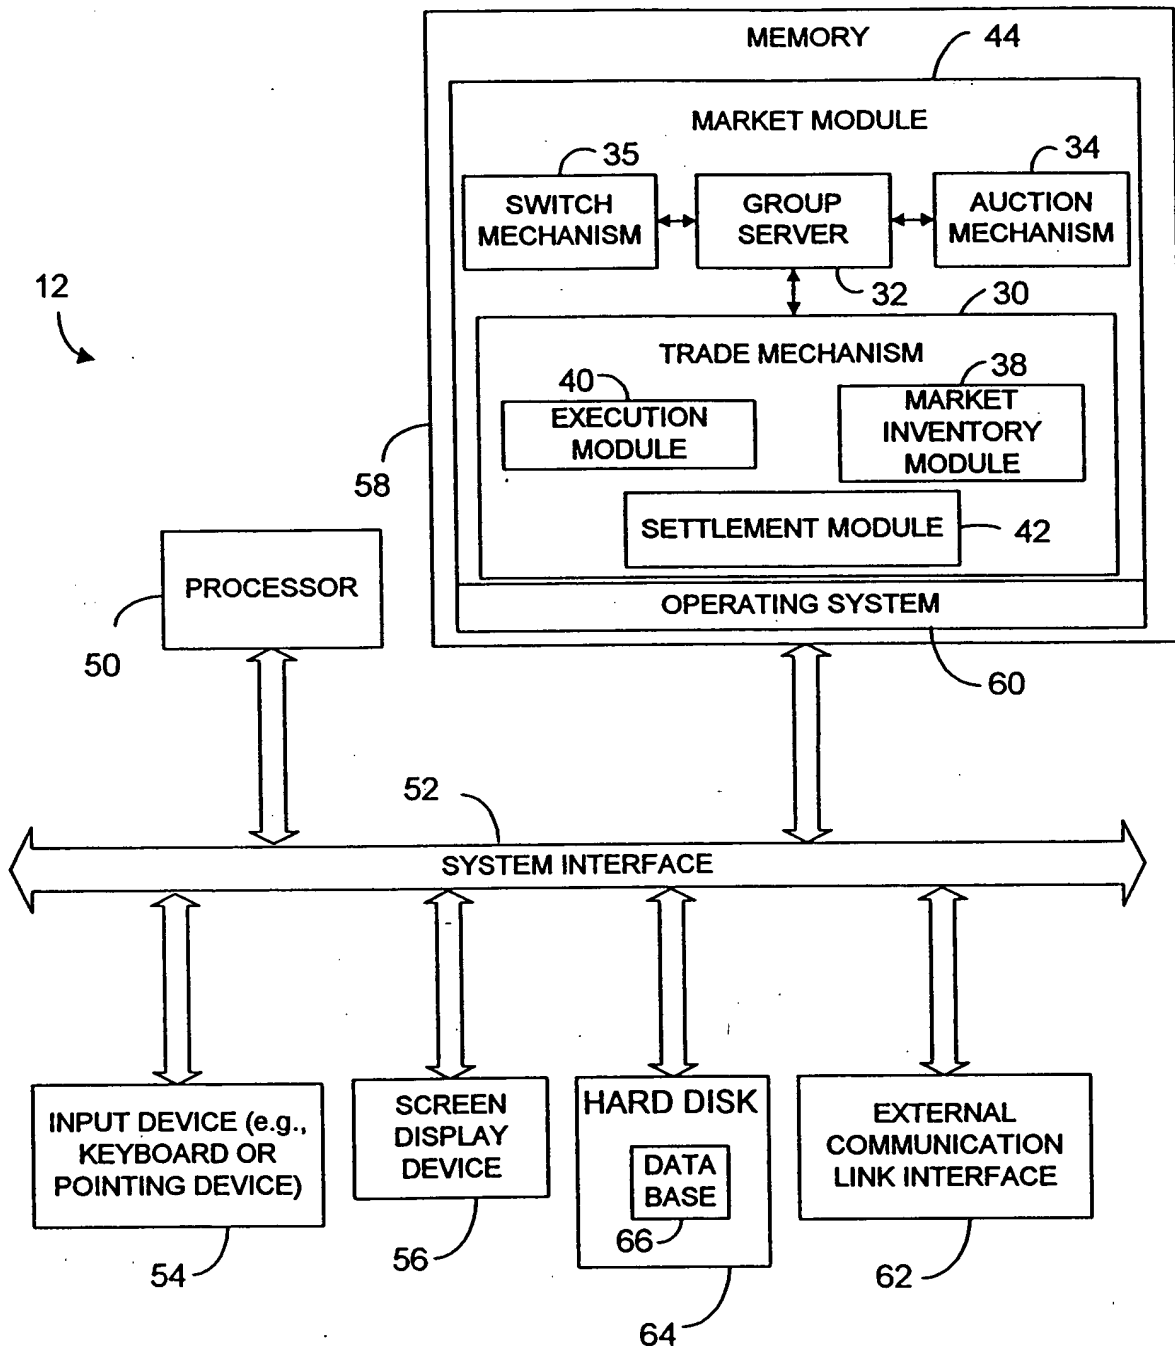 MEMORY
44
MARKET MODULE
35
34
SWITCH
MECHANISM
GROUP
SERVER
AUCTION
MECHANISM
12
32
30
TRADE MECHANISM
40
38
EXECUTION
MODULE
MARKET
INVENTORY
MODULE
58
SETTLEMENT MODULE
42
PROCESSOR
OPERATING SYSTEM
50
60
52
SYSTEM INTERFACE
INPUT DEVICE (e.g.,
KEYBOARD OR
POINTING DEVICE)
SCREEN
DISPLAY
DEVICE
HARD DISK
DATA
BASE
EXTERNAL
COMMUNICATION
LINK INTERFACE
54
56
66
62
64